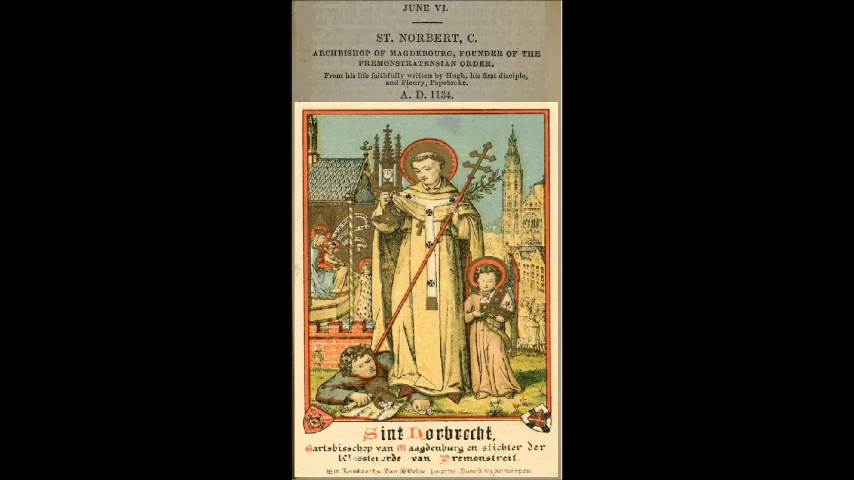 JUNE VI.
ST. NORBERT, C.
ARCHBISHOP OF MAGDEBOURG, FOUNDER OF THE
PREMONSTRATENSIAN ORDER.
From his life faithfully written by Hugh, his first disciple,
and Fleury, Papebroke.
A. D. 1134.
Sint Norbrecht,
Aartsbisschop van Maagdenburg en stichter der
Kloosterorde van Premonstreit.